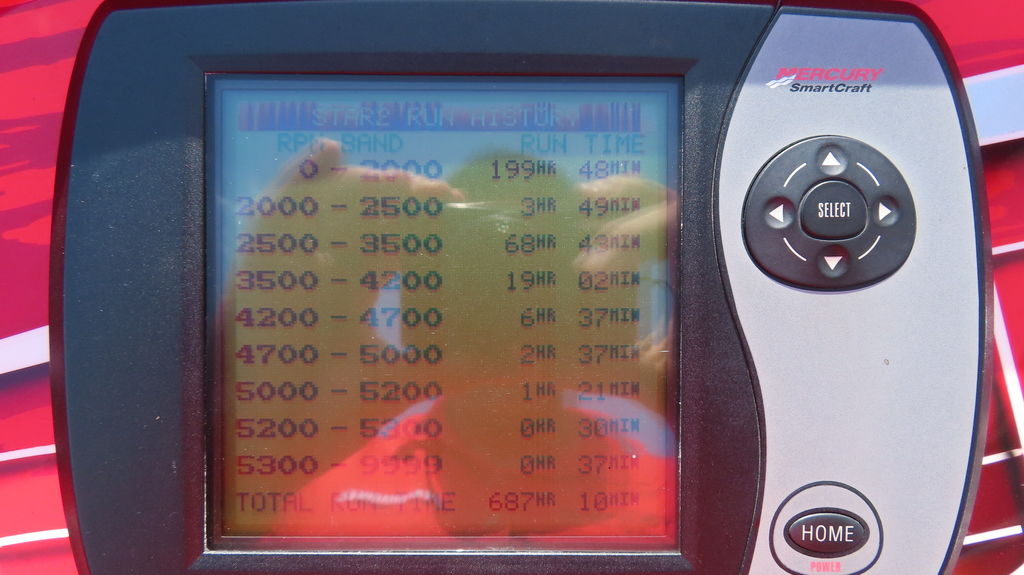 MERCURY
SmartCraft
STAR2 RUN HISTORY
RPM BAND RUN TIME
0 - 2000 199HR 48MIN
2000 - 2500 3HR 49MIN
2500 - 3500 68HR 48MIN
3500 - 4200 19HR 02MIN
4200 - 4700 6HR 37MIN
4700 - 5000 2HR 37MIN
5000 - 5200 1HR 21MIN
5200 - 5300 0HR 30MIN
5300 - 9999 0HR 37MIN
TOTAL RUN TIME 687HR 10MIN
SELECT
HOME
POWER